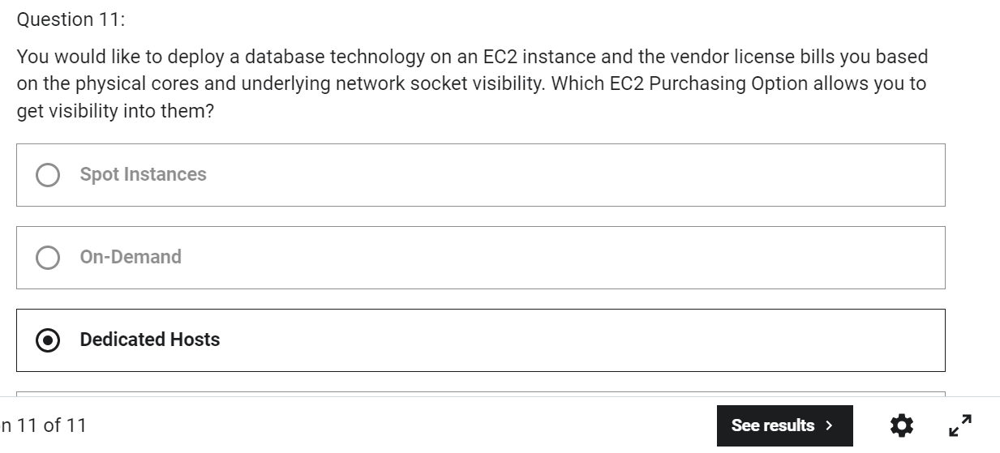 Question 11:
You would like to deploy a database technology on an EC2 instance and the vendor license bills you based
on the physical cores and underlying network socket visibility. Which EC2 Purchasing Option allows you to
get visibility into them?
Spot Instances
On-Demand
Dedicated Hosts
n 11 of 11
See results